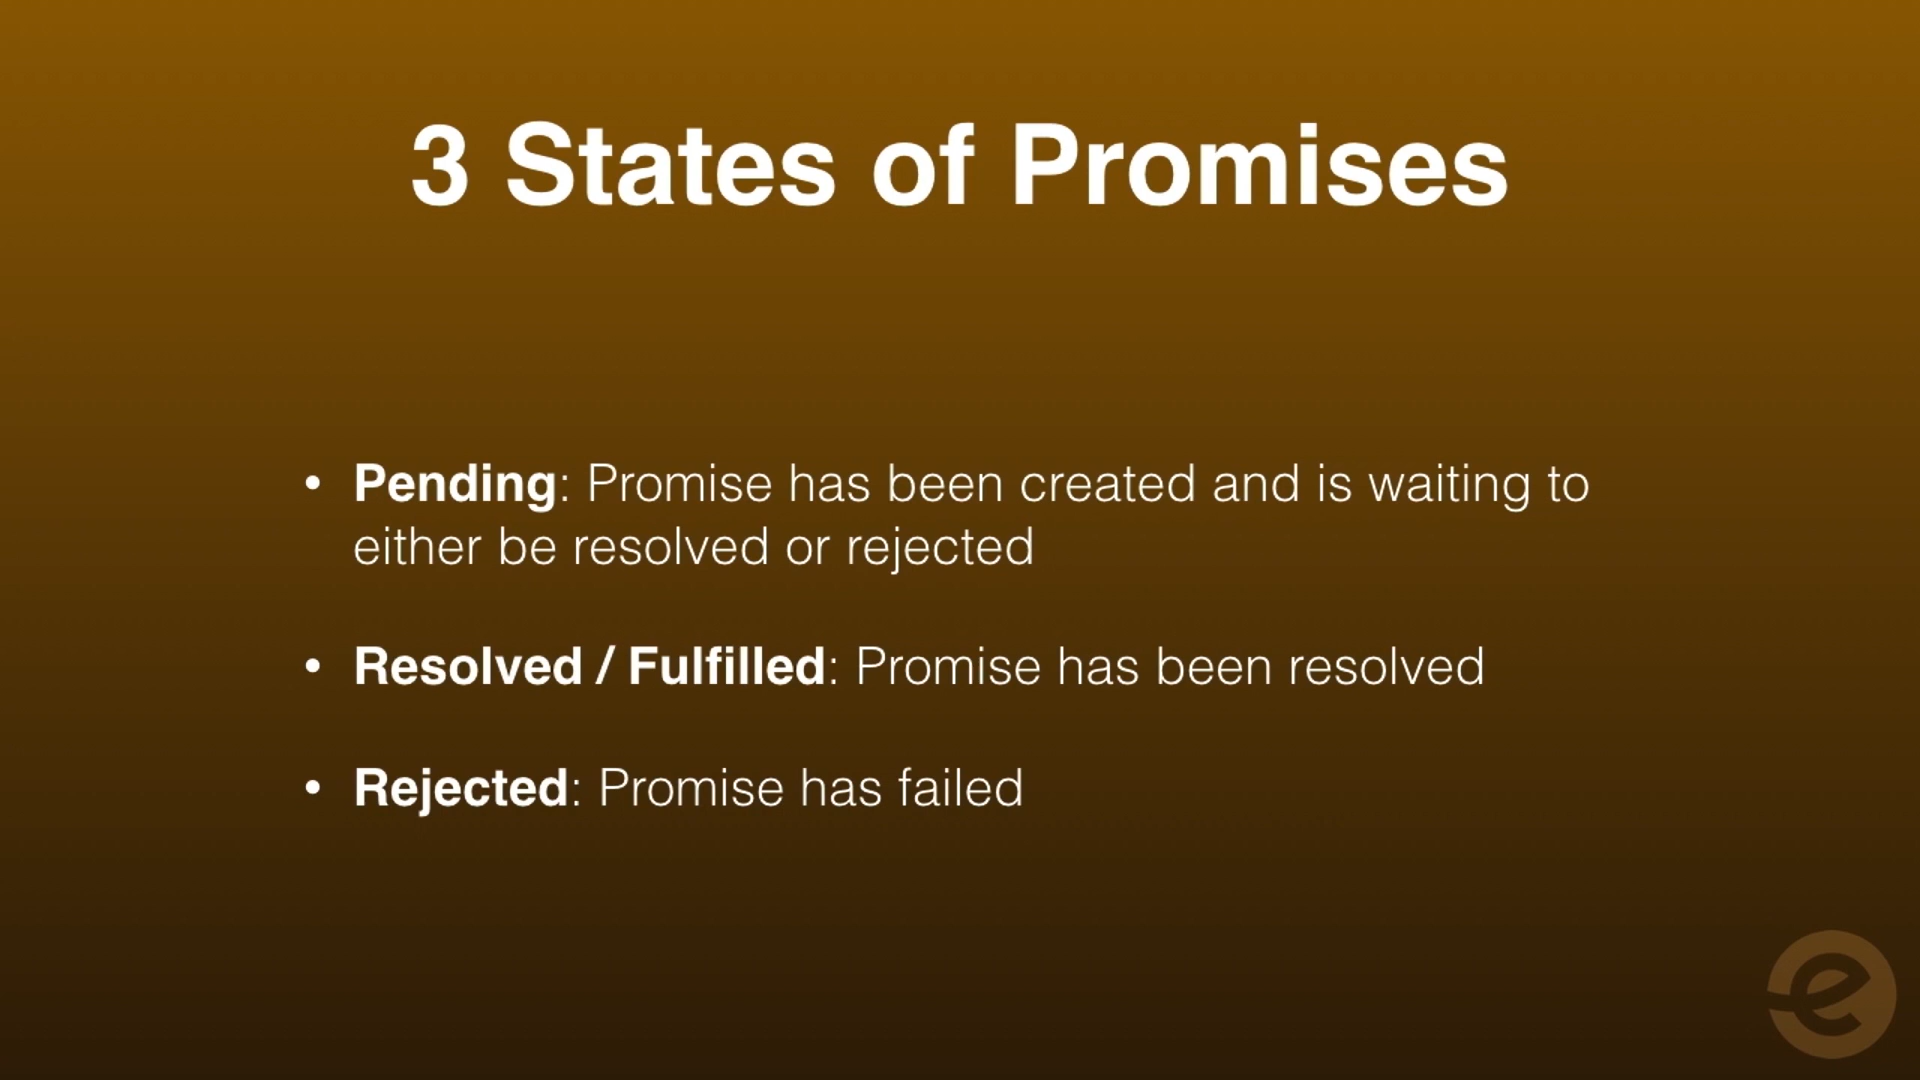 3 States of Promises
• Pending: Promise has been created and is waiting to
either be resolved or rejected
• Resolved / Fulfilled: Promise has been resolved
• Rejected: Promise has failed